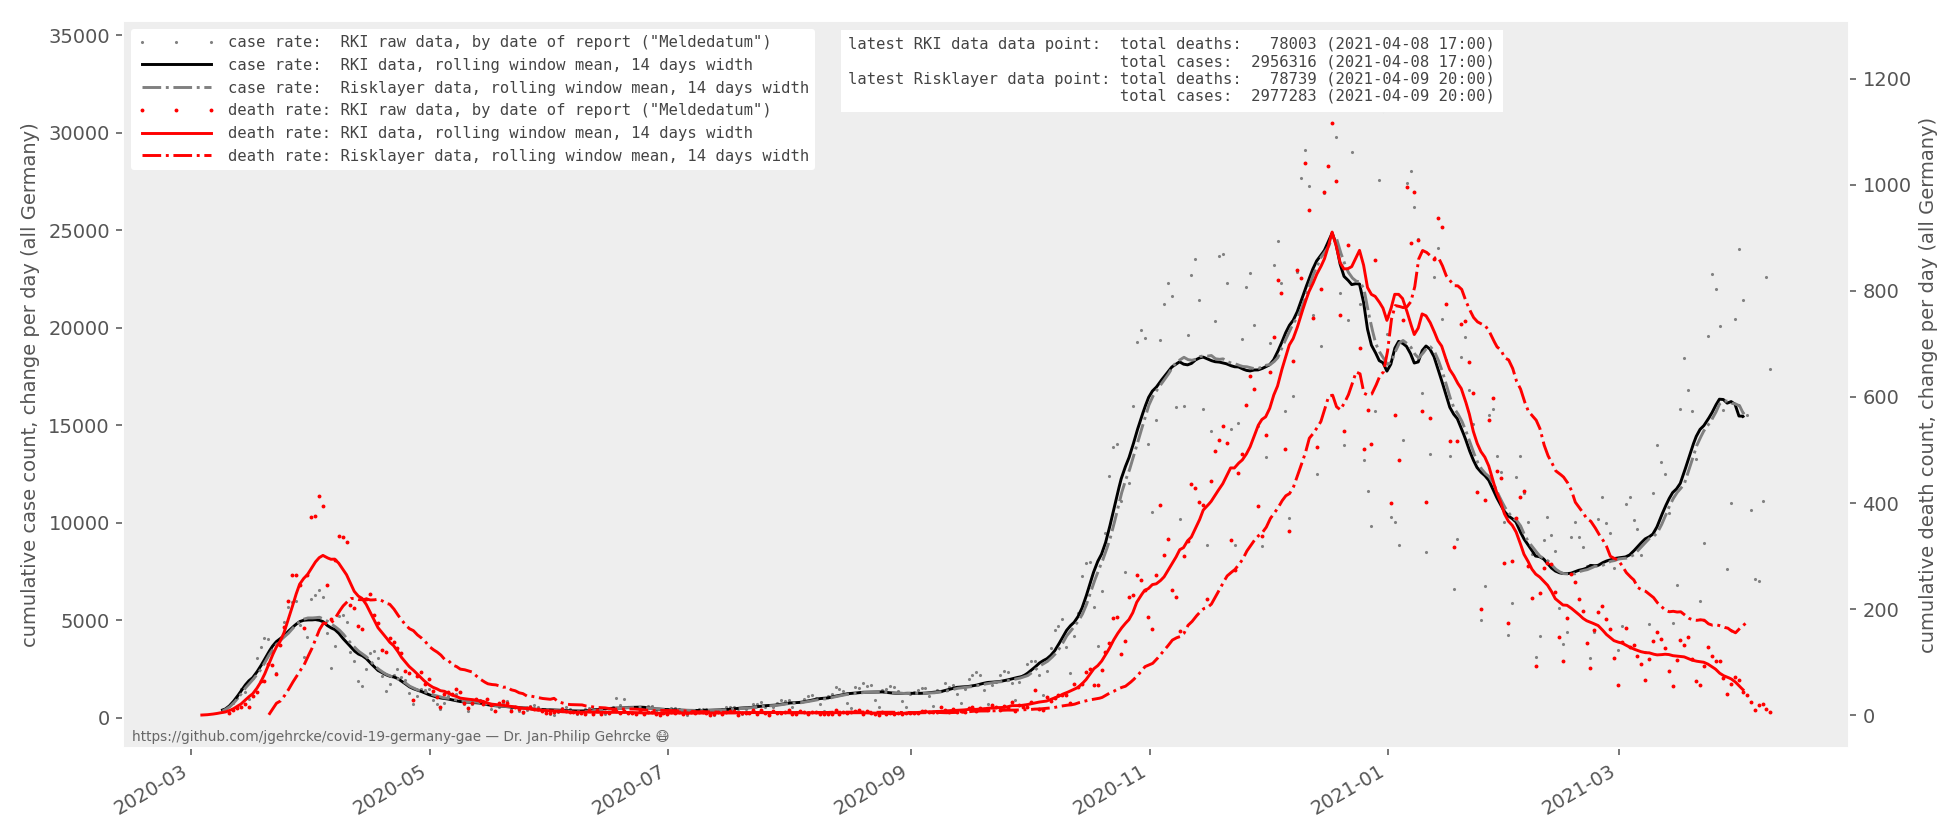 35000
30000
25000
20000
15000
10000
5000
0
cumulative case count, change per day (all Germany)
case rate:  RKI raw data, by date of report ("Meldedatum")
case rate:  RKI data, rolling window mean, 14 days width
case rate:  Risklayer data, rolling window mean, 14 days width
death rate: RKI raw data, by date of report ("Meldedatum")
death rate: RKI data, rolling window mean, 14 days width
death rate: Risklayer data, rolling window mean, 14 days width
latest RKI data data point:  total deaths:   78003 (2021-04-08 17:00)
total cases:  2956316 (2021-04-08 17:00)
latest Risklayer data point: total deaths:   78739 (2021-04-09 20:00)
total cases:  2977283 (2021-04-09 20:00)
1200
1000
800
600
400
200
0
cumulative death count, change per day (all Germany)
https://github.com/jgehrcke/covid-19-germany-gae — Dr. Jan-Philip Gehrcke 😷
2020-03
2020-05
2020-07
2020-09
2020-11
2021-01
2021-03